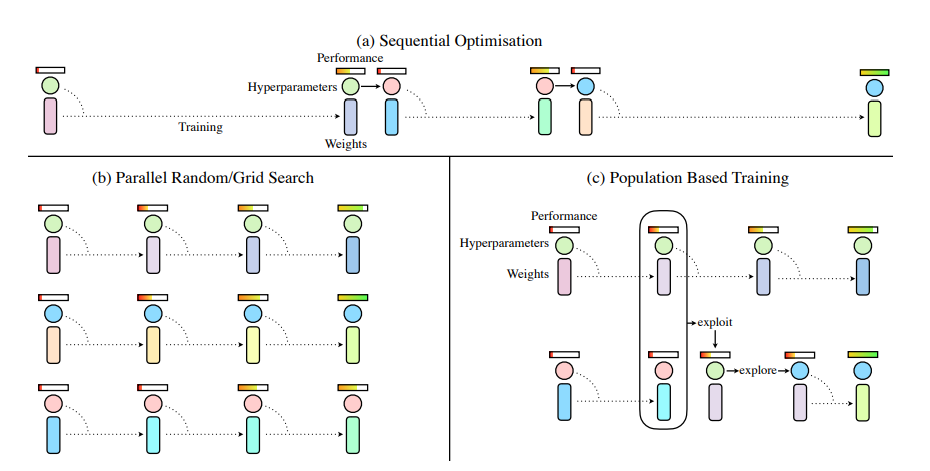 (a) Sequential Optimisation
Performance
Hyperparameters
Training
Weights
(b) Parallel Random/Grid Search
(c) Population Based Training
Performance
Hyperparameters
Weights
exploit
explore